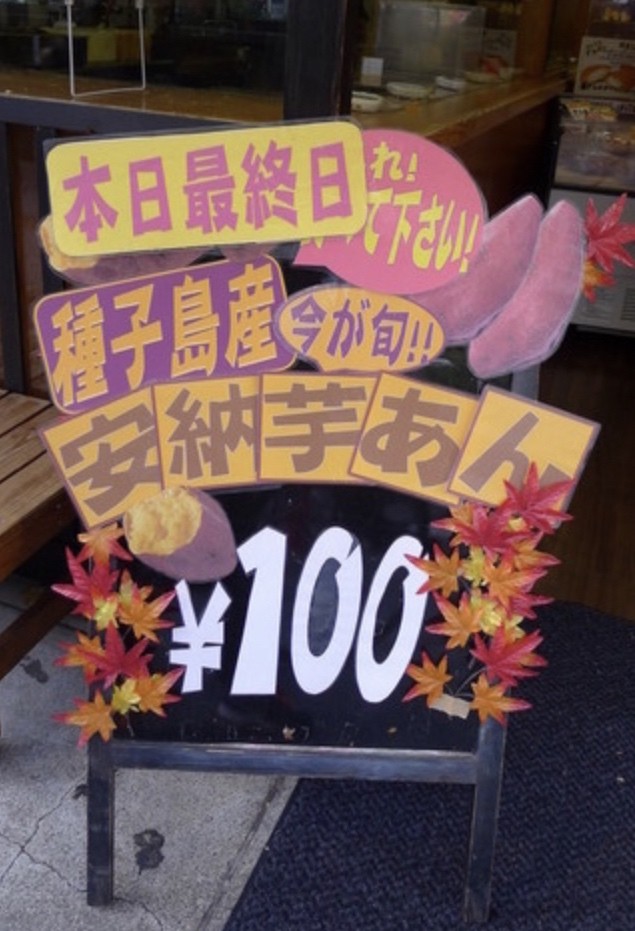 本日最終日
れ!
て下さい!!
種子島産
今が旬!!
安納芋あん
¥100